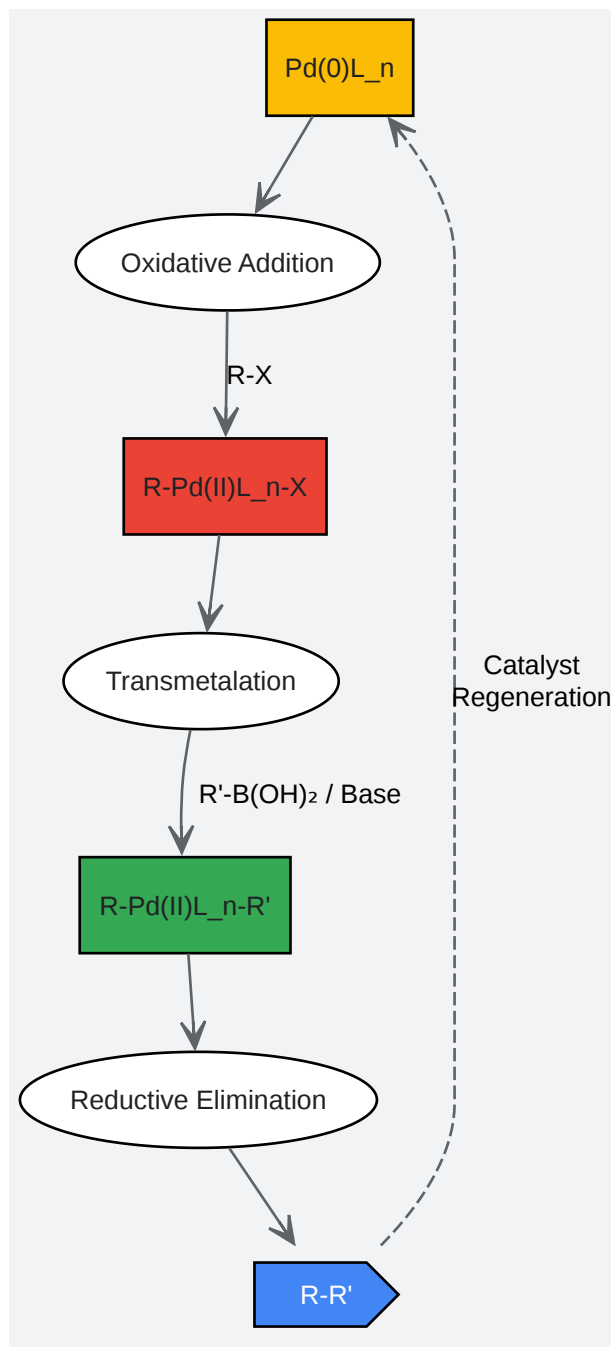 Pd(0)L_n
Oxidative Addition
R-X
R-Pd(II)L_n-X
Transmetalation
Catalyst
Regeneration
R'-B(OH)₂ / Base
R-Pd(II)L_n-R'
Reductive Elimination
R-R'